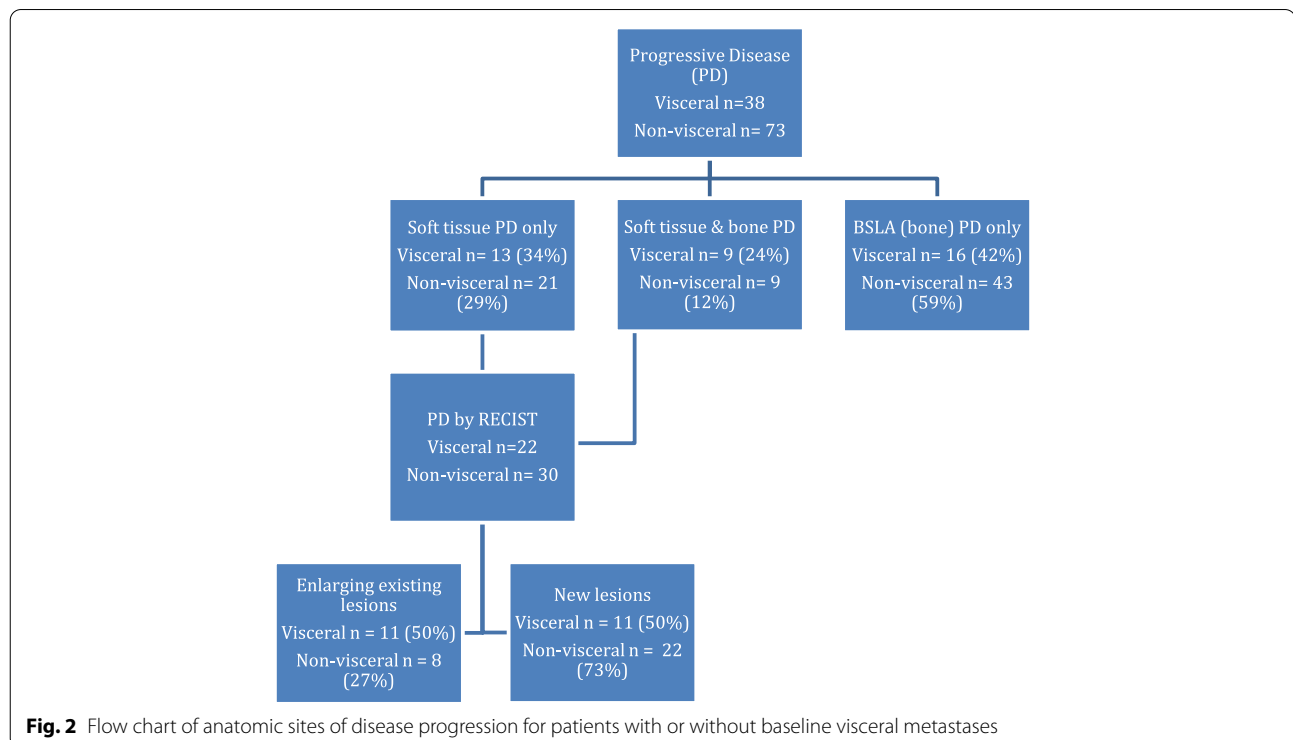 Progressive Disease
(PD)
Visceral n=38
Non-visceral n= 73
Soft tissue PD only
Visceral n= 13 (34%)
Non-visceral n= 21
(29%)
Soft tissue & bone PD
Visceral n= 9 (24%)
Non-visceral n= 9
(12%)
BSLA (bone) PD only
Visceral n= 16 (42%)
Non-visceral n= 43
(59%)
PD by RECIST
Visceral n=22
Non-visceral n= 30
Enlarging existing
lesions
Visceral n = 11 (50%)
Non-visceral n = 8
(27%)
New lesions
Visceral n = 11 (50%)
Non-visceral n =  22
(73%)
Fig. 2 Flow chart of anatomic sites of disease progression for patients with or without baseline visceral metastases